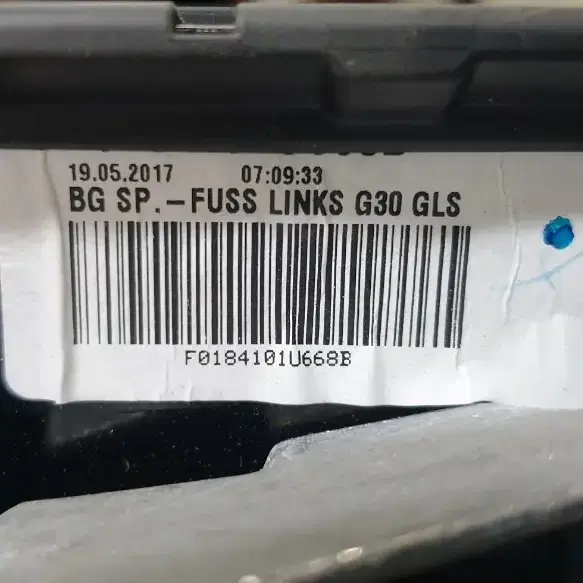 19.05.2017 07:09:33
BG SP.-FUSS LINKS G30 GLS
F0184101U668B